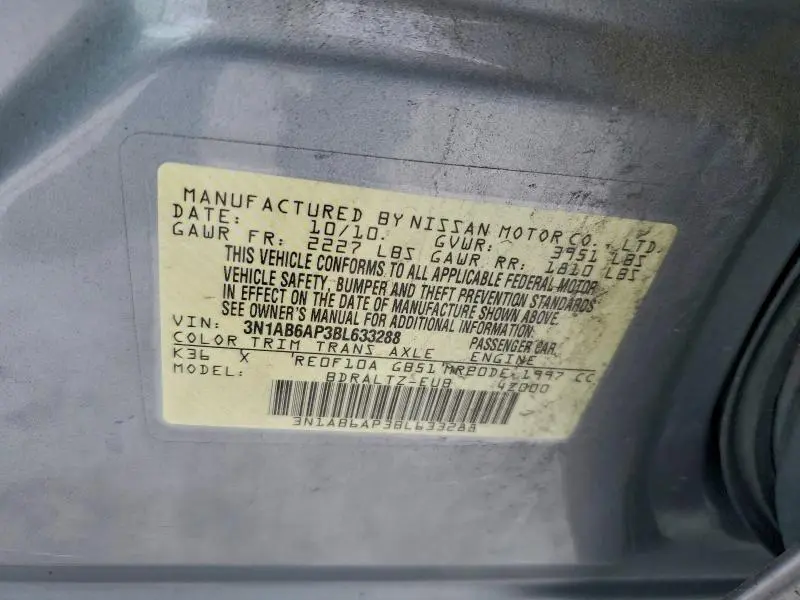 MANUFACTURED BY NISSAN MOTOR CO., LTD.
DATE: 10/10. GVWR: 3951 LBS
GAWR FR: 2227 LBS GAWR RR: 1810 LBS
THIS VEHICLE CONFORMS TO ALL APPLICABLE FEDERAL MOTOR
VEHICLE SAFETY, BUMPER AND THEFT PREVENTION STANDARDS
IN EFFECT ON THE DATE OF MANUFACTURE SHOWN ABOVE.
SEE OWNER'S MANUAL FOR ADDITIONAL INFORMATION.
VIN: 3N1AB6AP3BL633288 PASSENGER CAR
COLOR TRIM TRANS AXLE ENGINE
K36 X RE0F10A GB51 MR20DE 1997 CC
MODEL: BDRALTZ-EUB 4Z000
3N1AB6AP3BL633288